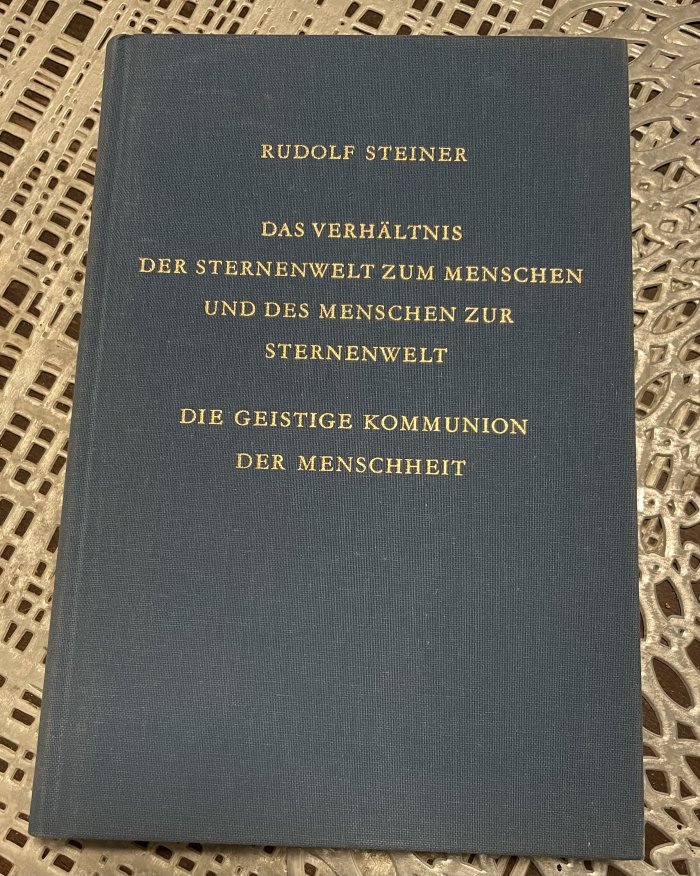 RUDOLF STEINER
DAS VERHÄLTNIS
DER STERNENWELT ZUM MENSCHEN
UND DES MENSCHEN ZUR
STERNENWELT
DIE GEISTIGE KOMMUNION
DER MENSCHHEIT